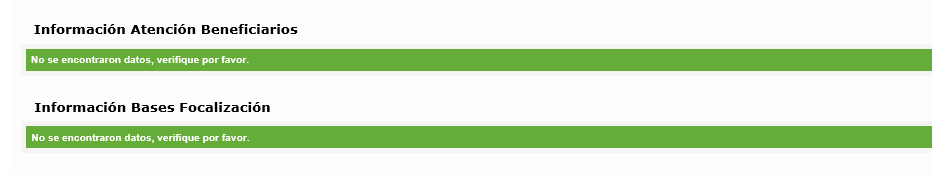 Información Atención Beneficiarios
No se encontraron datos, verifique por favor.
Información Bases Focalización
No se encontraron datos, verifique por favor.